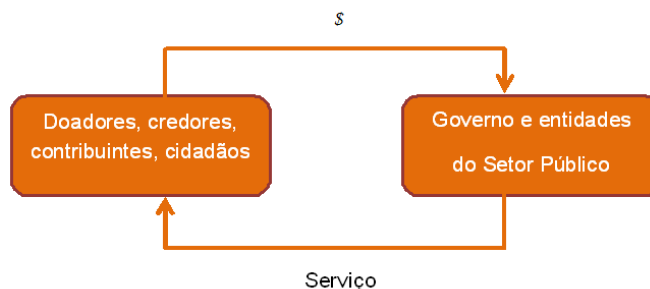 $
Doadores, credores,
contribuintes, cidadãos
Governo e entidades
do Setor Público
Serviço